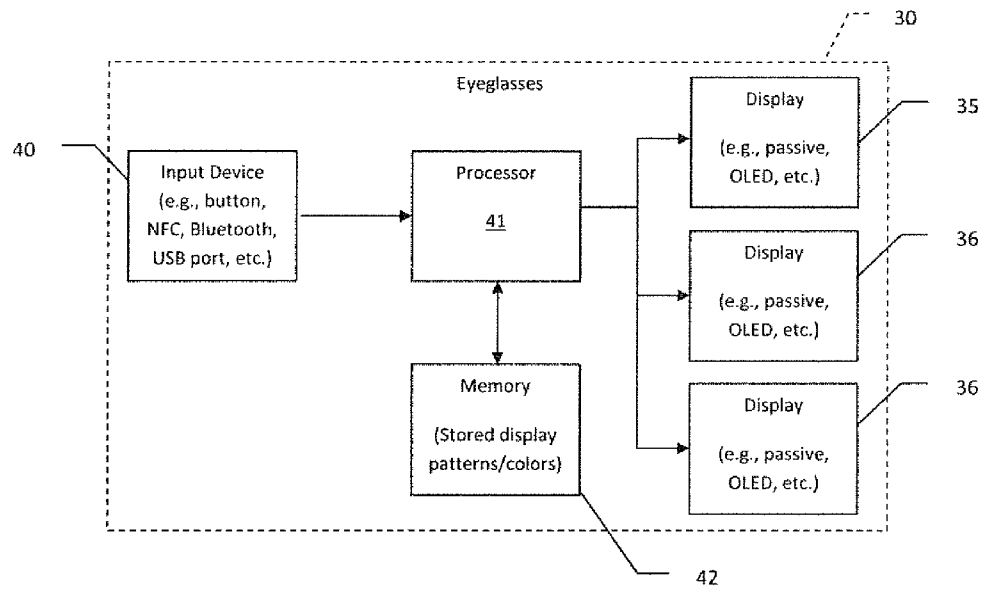 30
Eyeglasses
40
Input Device
(e.g., button,
NFC, Bluetooth,
USB port, etc.)
Processor
41
Memory
(Stored display
patterns/colors)
42
Display
(e.g., passive,
OLED, etc.)
35
Display
(e.g., passive,
OLED, etc.)
36
Display
(e.g., passive,
OLED, etc.)
36